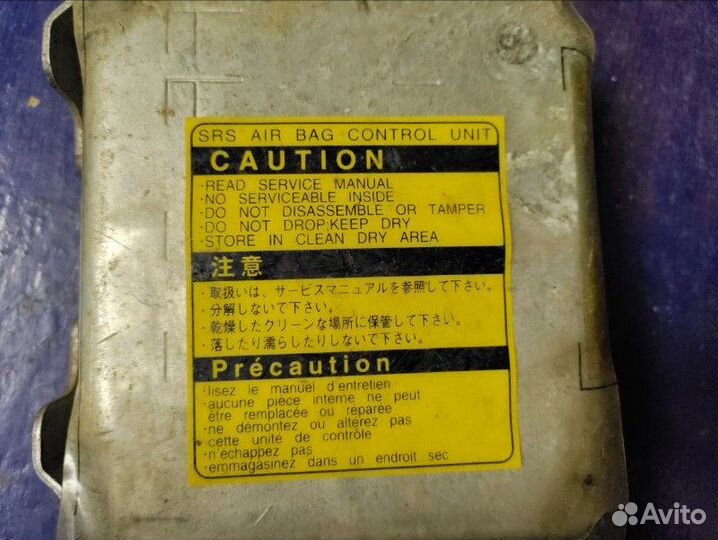 SRS AIR BAG CONTROL UNIT
CAUTION
·READ SERVICE MANUAL
·NO SERVICEABLE INSIDE
·DO NOT DISASSEMBLE OR TAMPER
·DO NOT DROP;KEEP DRY
·STORE IN CLEAN DRY AREA
注意
・取扱いは、サービスマニュアルを参照して下さい。
・分解しないで下さい。
・乾燥したクリーンな場所に保管して下さい。
・落したり濡らしたりしないで下さい。
Précaution
·lisez le manuel d'entretien
·aucune pièce interne ne peut
être remplacée ou réparée
·ne démontez ou altérez pas
cette unité de contrôle
·n'échappez pas
·emmagasinez dans un endroit sec
Avito